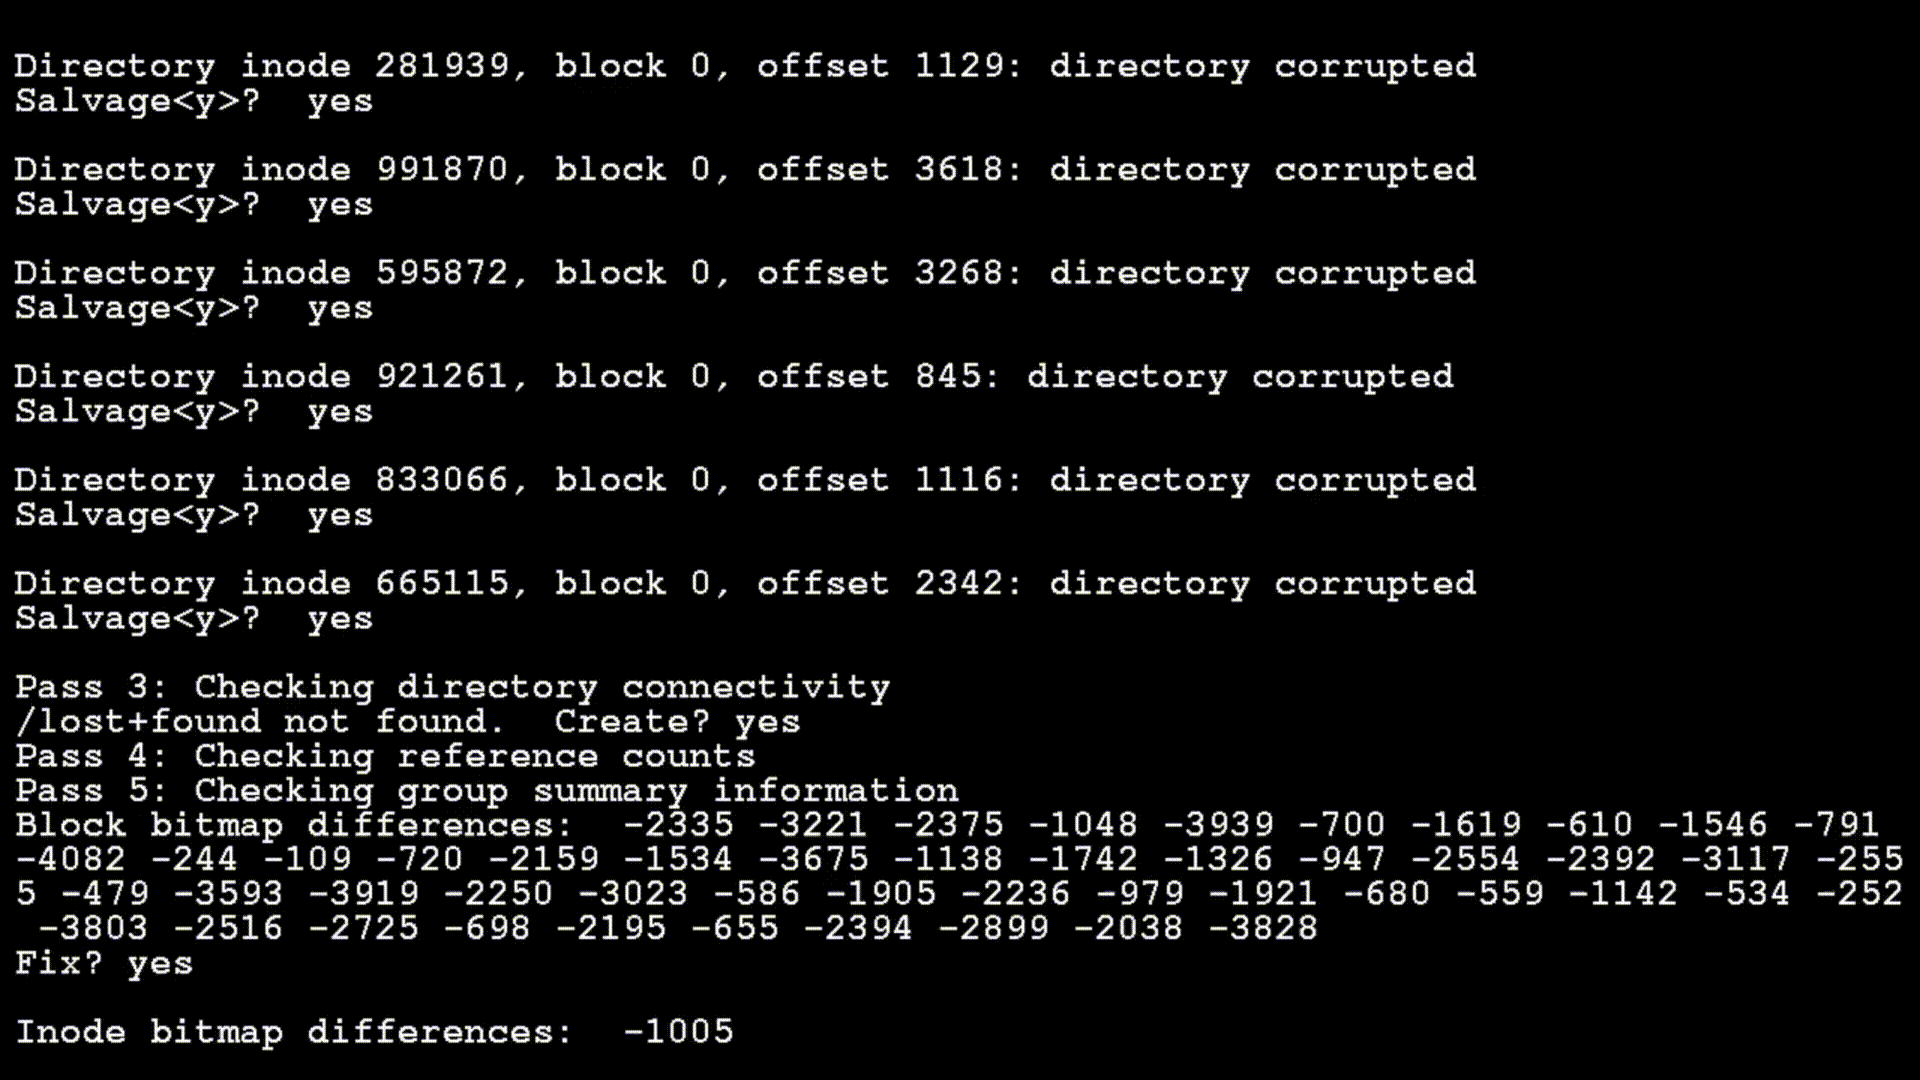 Directory inode 281939, block 0, offset 1129: directory corrupted
Salvage<y>?  yes
Directory inode 991870, block 0, offset 3618: directory corrupted
Salvage<y>?  yes
Directory inode 595872, block 0, offset 3268: directory corrupted
Salvage<y>?  yes
Directory inode 921261, block 0, offset 845: directory corrupted
Salvage<y>?  yes
Directory inode 833066, block 0, offset 1116: directory corrupted
Salvage<y>?  yes
Directory inode 665115, block 0, offset 2342: directory corrupted
Salvage<y>?  yes
Pass 3: Checking directory connectivity
/lost+found not found.  Create? yes
Pass 4: Checking reference counts
Pass 5: Checking group summary information
Block bitmap differences:  -2335 -3221 -2375 -1048 -3939 -700 -1619 -610 -1546 -791
-4082 -244 -109 -720 -2159 -1534 -3675 -1138 -1742 -1326 -947 -2554 -2392 -3117 -255
5 -479 -3593 -3919 -2250 -3023 -586 -1905 -2236 -979 -1921 -680 -559 -1142 -534 -252
-3803 -2516 -2725 -698 -2195 -655 -2394 -2899 -2038 -3828
Fix? yes
Inode bitmap differences:  -1005